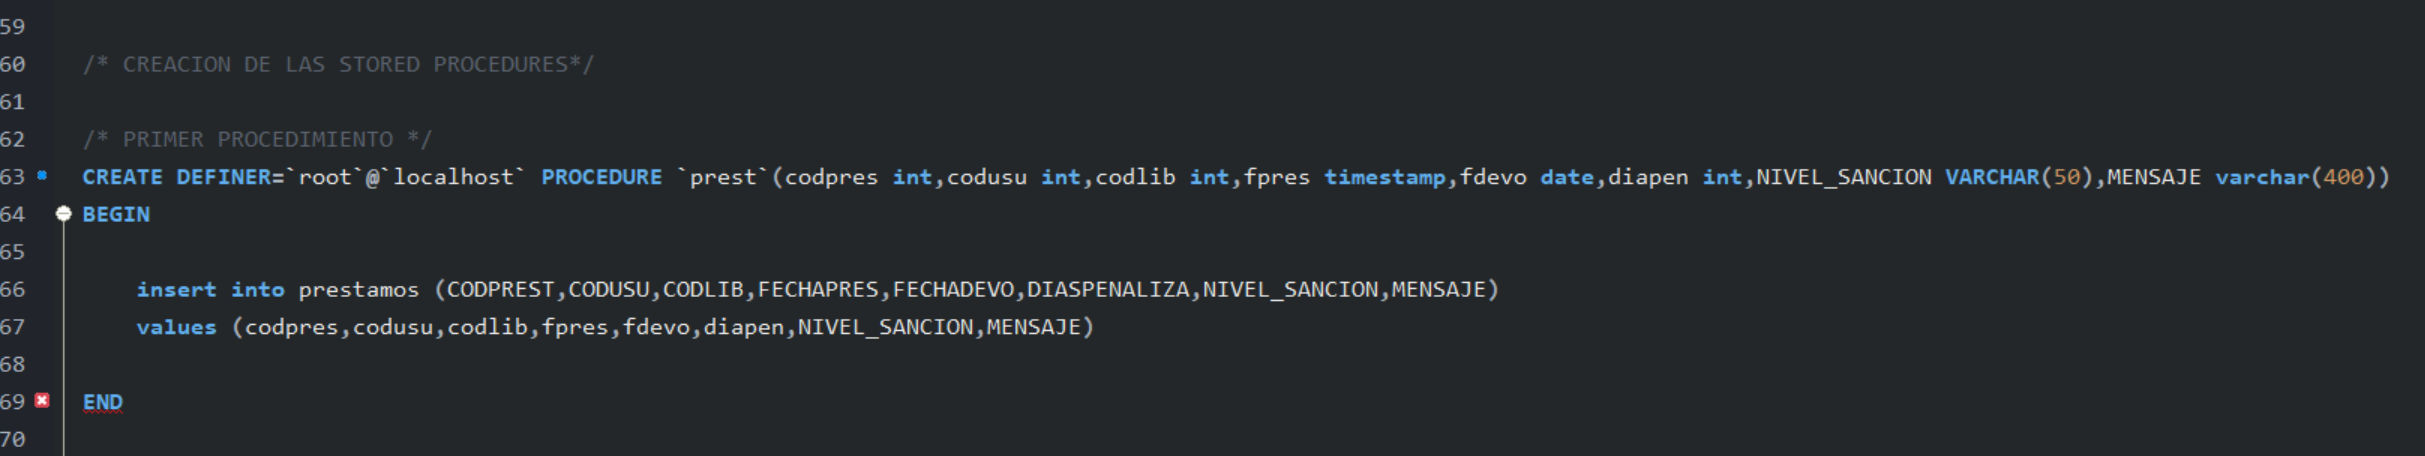 59
60 /* CREACION DE LAS STORED PROCEDURES*/
61
62 /* PRIMER PROCEDIMIENTO */
63 CREATE DEFINER=`root`@`localhost` PROCEDURE `prest`(codpres int,codusu int,codlib int,fpres timestamp,fdevo date,diapen int,NIVEL_SANCION VARCHAR(50),MENSAJE varchar(400))
64 BEGIN
65
66 insert into prestamos (CODPREST,CODUSU,CODLIB,FECHAPRES,FECHADEVO,DIASPENALIZA,NIVEL_SANCION,MENSAJE)
67 values (codpres,codusu,codlib,fpres,fdevo,diapen,NIVEL_SANCION,MENSAJE)
68
69 END
70